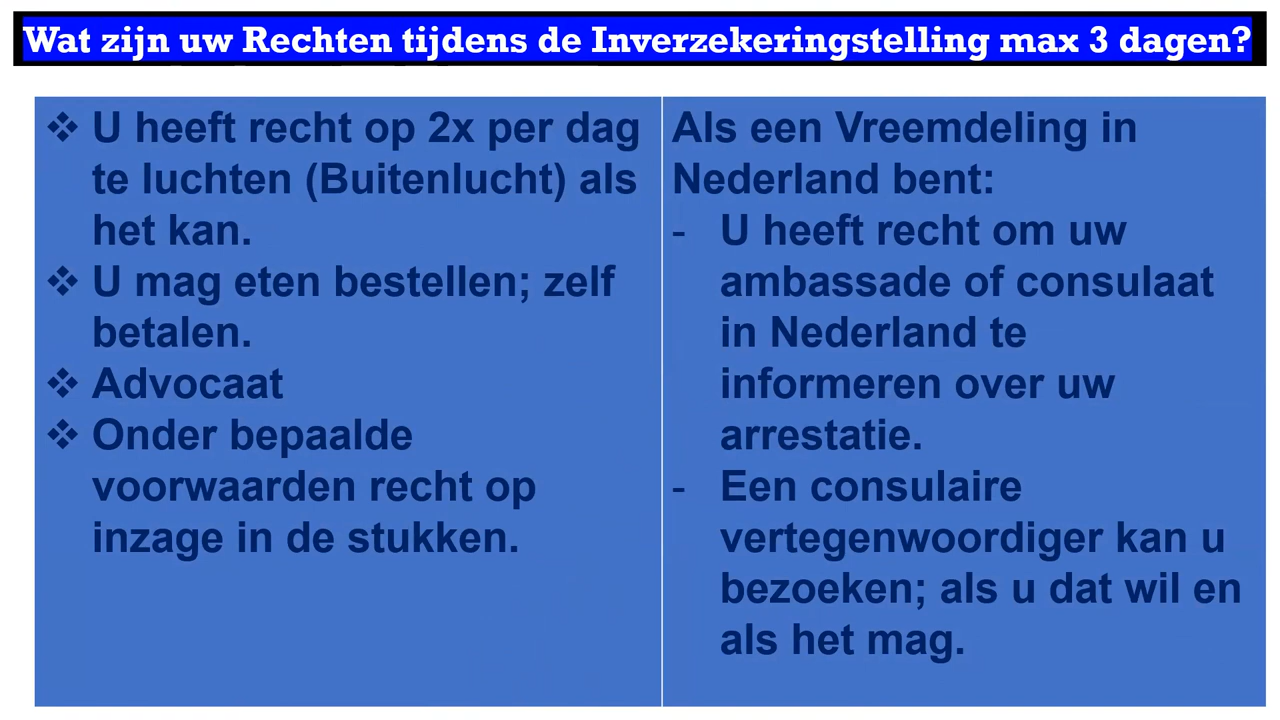 Wat zijn uw Rechten tijdens de Inverzekeringstelling max 3 dagen?
❖ U heeft recht op 2x per dag
te luchten (Buitenlucht) als
het kan.
❖ U mag eten bestellen; zelf
betalen.
❖ Advocaat
❖ Onder bepaalde
voorwaarden recht op
inzage in de stukken.
Als een Vreemdeling in
Nederland bent:
- U heeft recht om uw
ambassade of consulaat
in Nederland te
informeren over uw
arrestatie.
- Een consulaire
vertegenwoordiger kan u
bezoeken; als u dat wil en
als het mag.